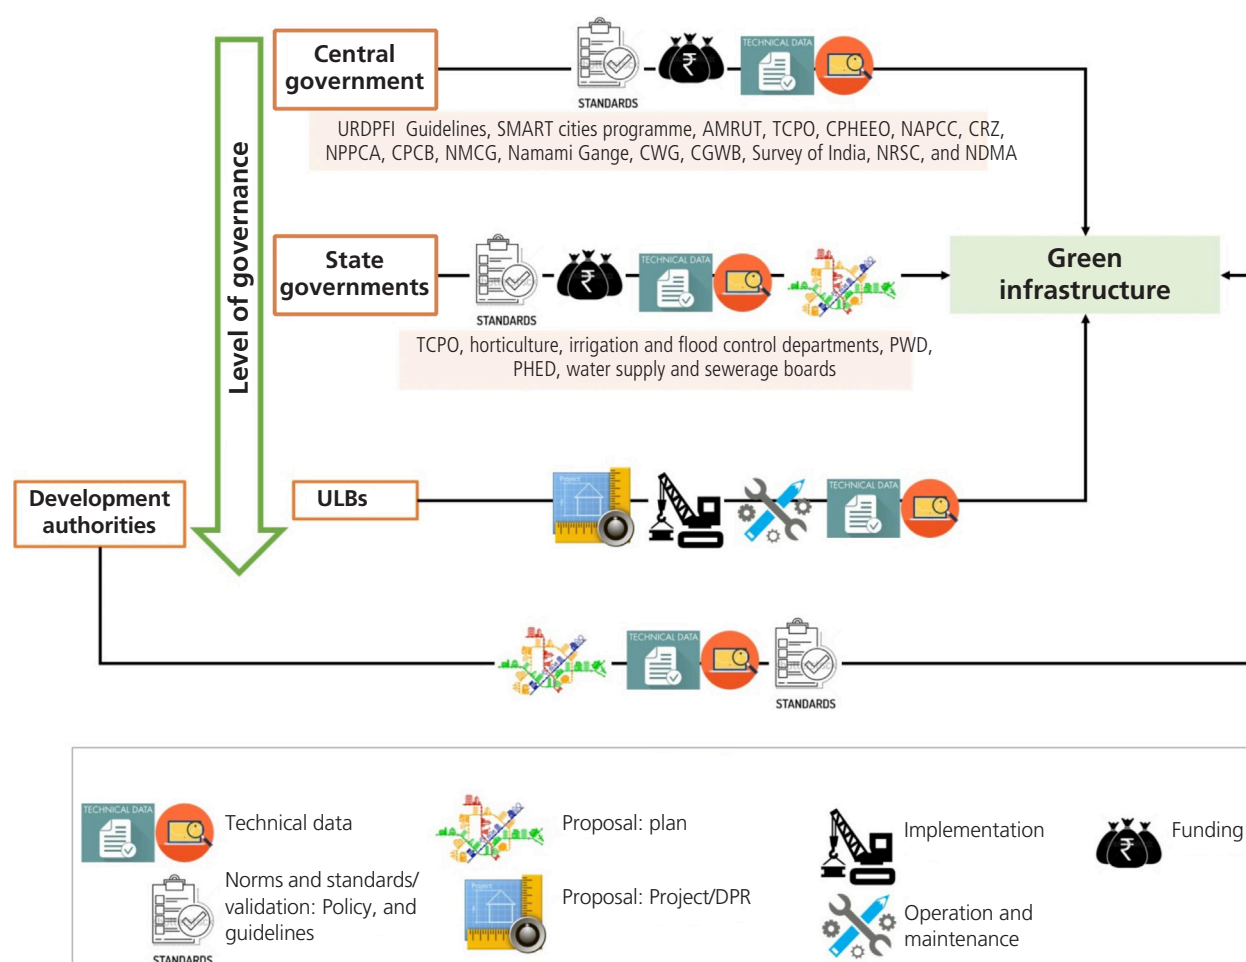 Central
government
TECHNICAL DATA
STANDARDS
URDPFI Guidelines, SMART cities programme, AMRUT, TCPO, CPHEEO, NAPCC, CRZ,
NPPCA, CPCB, NMCG, Namami Gange, CWG, CGWB, Survey of India, NRSC, and NDMA
Level of governance
State
governments
TECHNICAL DATA
STANDARDS
Green
infrastructure
TCPO, horticulture, irrigation and flood control departments, PWD,
PHED, water supply and sewerage boards
Development
authorities
ULBs
Project
TECHNICAL DATA
TECHNICAL DATA
STANDARDS
TECHNICAL DATA
Technical data
Proposal: plan
Implementation
Funding
Norms and standards/
validation: Policy, and
guidelines
STANDARDS
Project
Proposal: Project/DPR
Operation and
maintenance